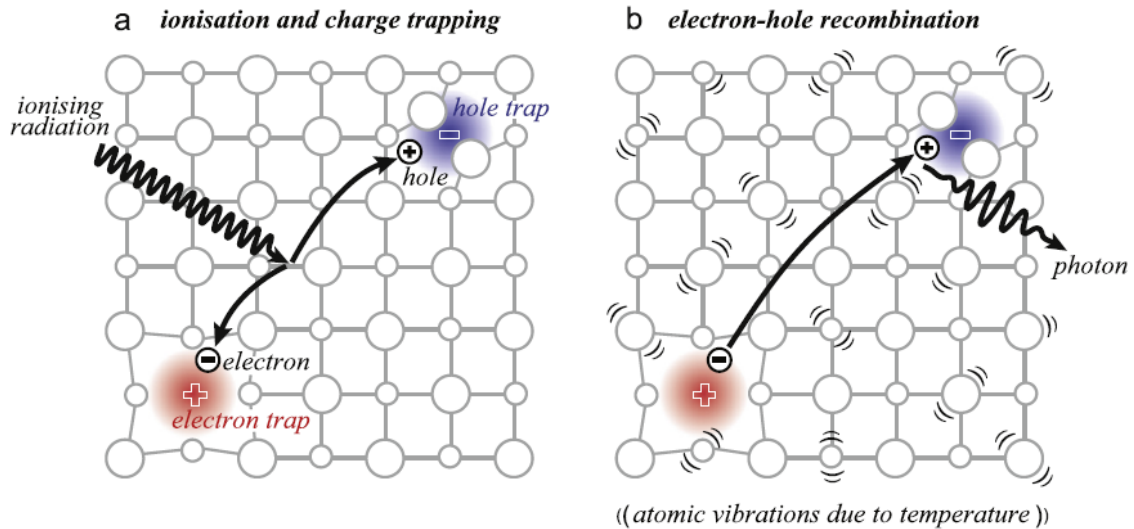 a ionisation and charge trapping
ionising
radiation
hole trap
hole
electron
electron trap
b electron-hole recombination
photon
((atomic vibrations due to temperature))